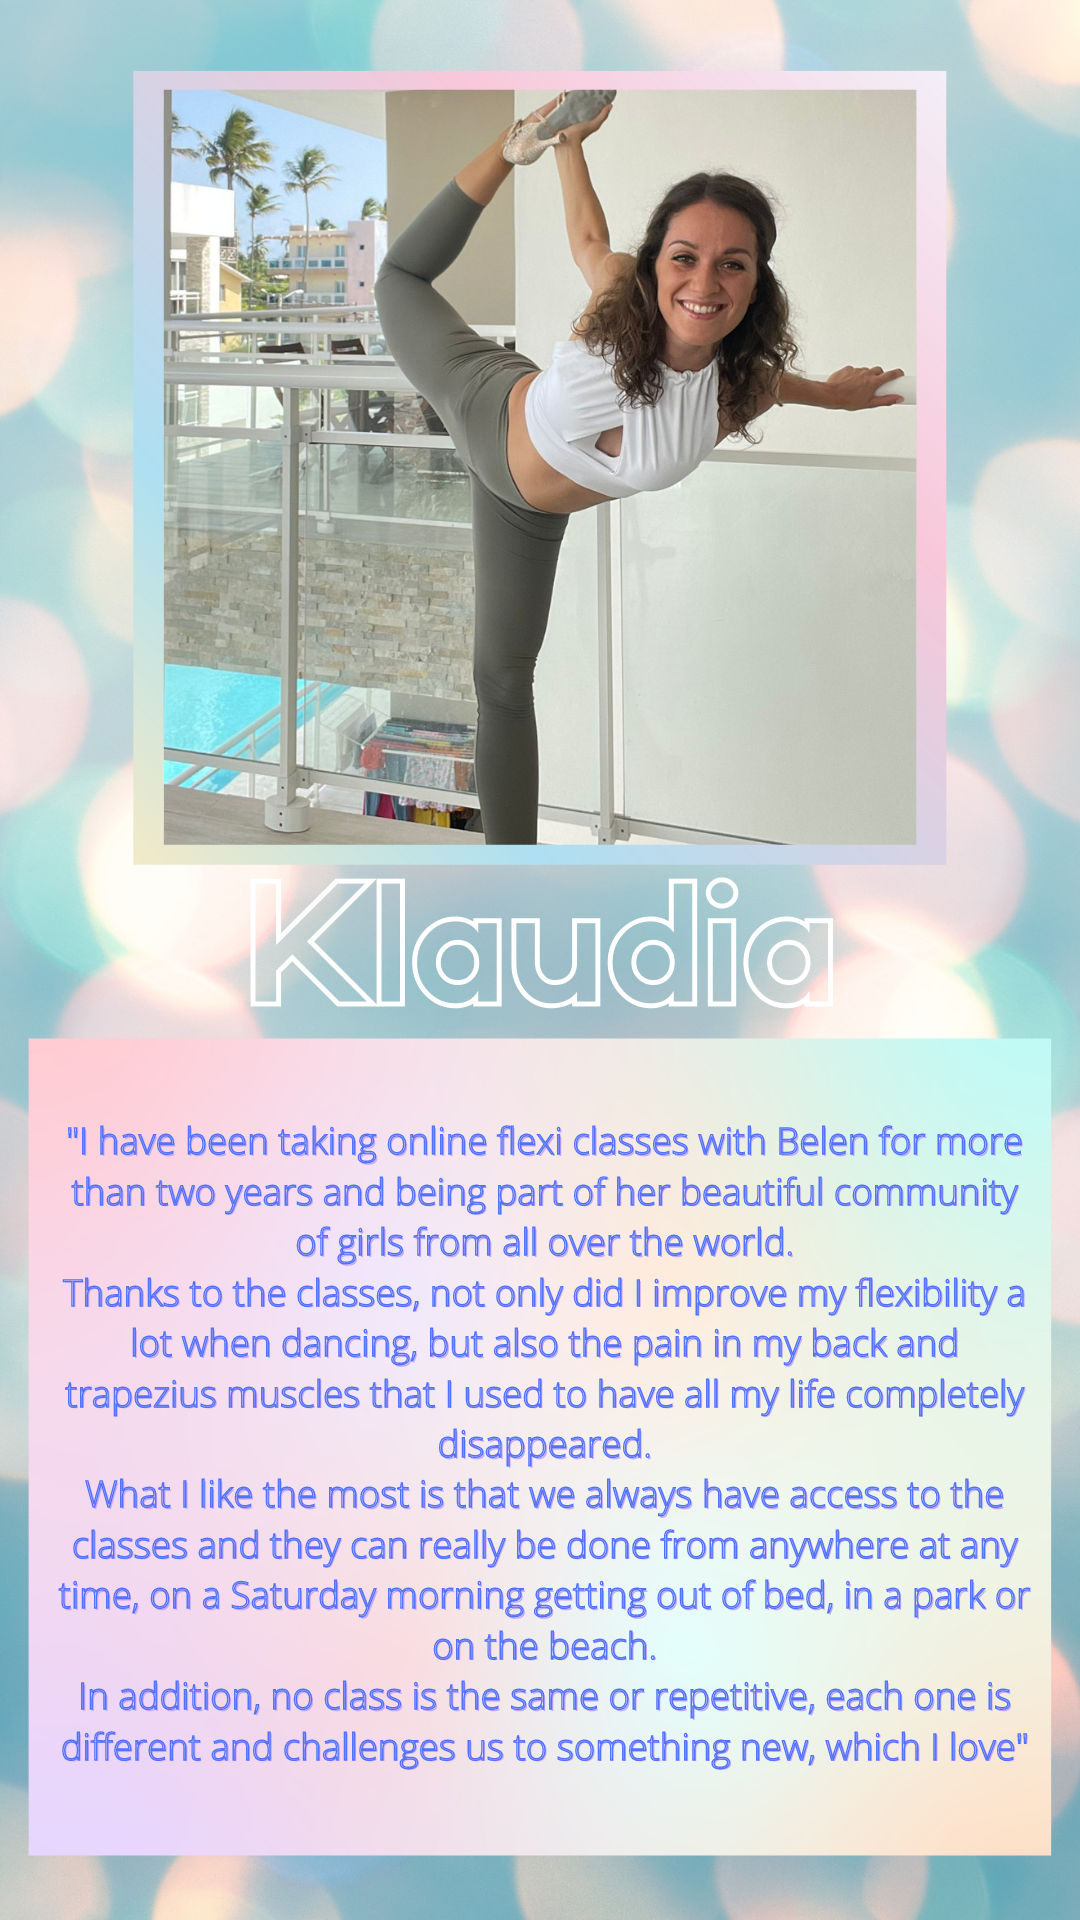 Klaudia
"I have been taking online flexi classes with Belen for more
than two years and being part of her beautiful community
of girls from all over the world.
Thanks to the classes, not only did I improve my flexibility a
lot when dancing, but also the pain in my back and
trapezius muscles that I used to have all my life completely
disappeared.
What I like the most is that we always have access to the
classes and they can really be done from anywhere at any
time, on a Saturday morning getting out of bed, in a park or
on the beach.
In addition, no class is the same or repetitive, each one is
different and challenges us to something new, which I love"